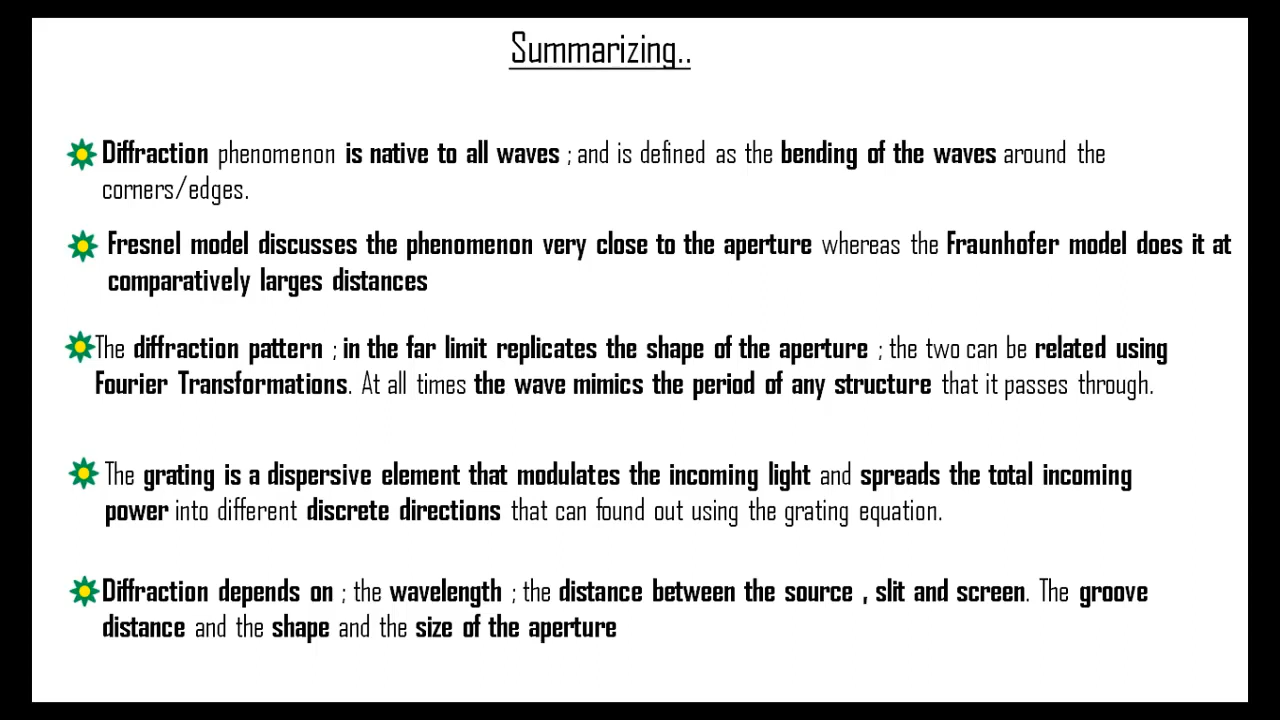 Summarizing..
Diffraction phenomenon is native to all waves ; and is defined as the bending of the waves around the
corners/edges.
Fresnel model discusses the phenomenon very close to the aperture whereas the Fraunhofer model does it at
comparatively larges distances
The diffraction pattern ; in the far limit replicates the shape of the aperture ; the two can be related using
Fourier Transformations. At all times the wave mimics the period of any structure that it passes through.
The grating is a dispersive element that modulates the incoming light and spreads the total incoming
power into different discrete directions that can found out using the grating equation.
Diffraction depends on ; the wavelength ; the distance between the source , slit and screen. The groove
distance and the shape and the size of the aperture